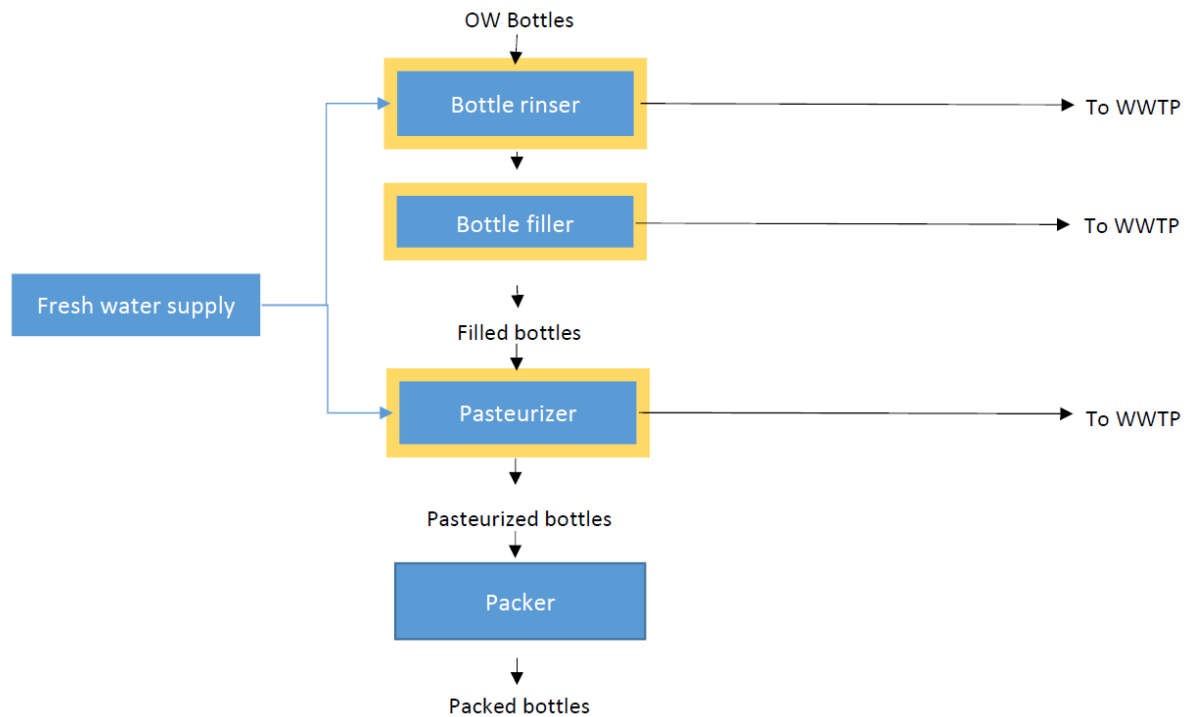 OW Bottles
Bottle rinser
To WWTP
Bottle filler
To WWTP
Fresh water supply
Filled bottles
Pasteurizer
To WWTP
Pasteurized bottles
Packer
Packed bottles